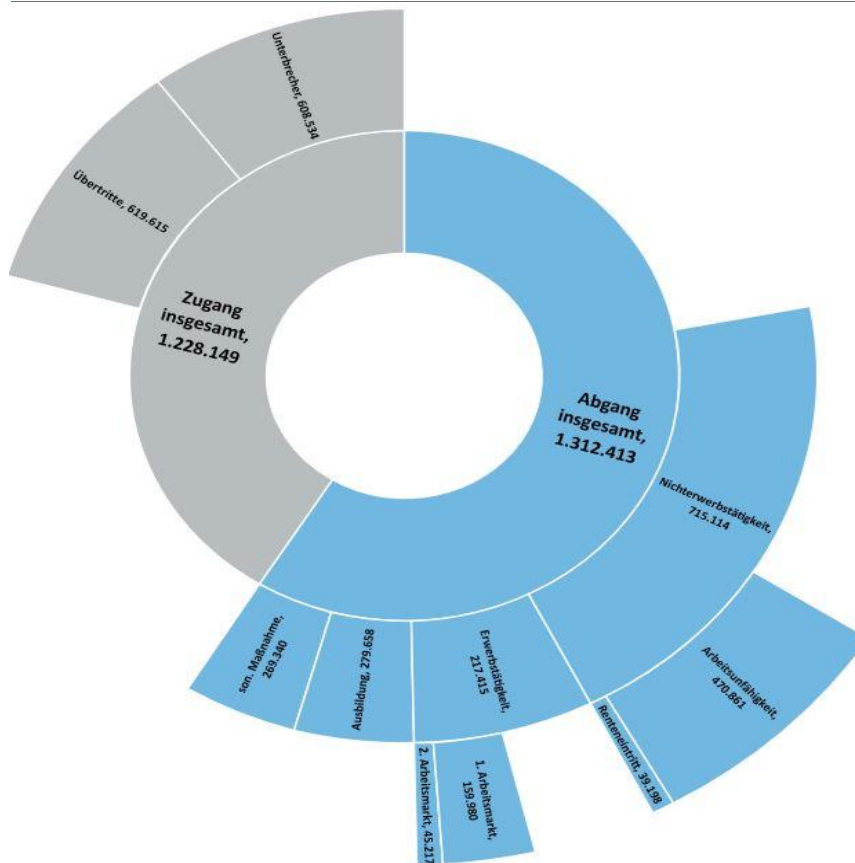 Unterbrecher, 608.534
Übertritte, 619.615
Zugang
insgesamt,
1.228.149
Abgang
insgesamt,
1.312.413
Nichterwerbstätigkeit,
715.114
Arbeitsunfähigkeit,
470.861
Renteneintritt, 39.198
Erwerbstätigkeit,
217.415
1. Arbeitsmarkt,
159.980
2. Arbeitsmarkt, 45.217
Ausbildung, 279.658
son. Maßnahme,
269.340